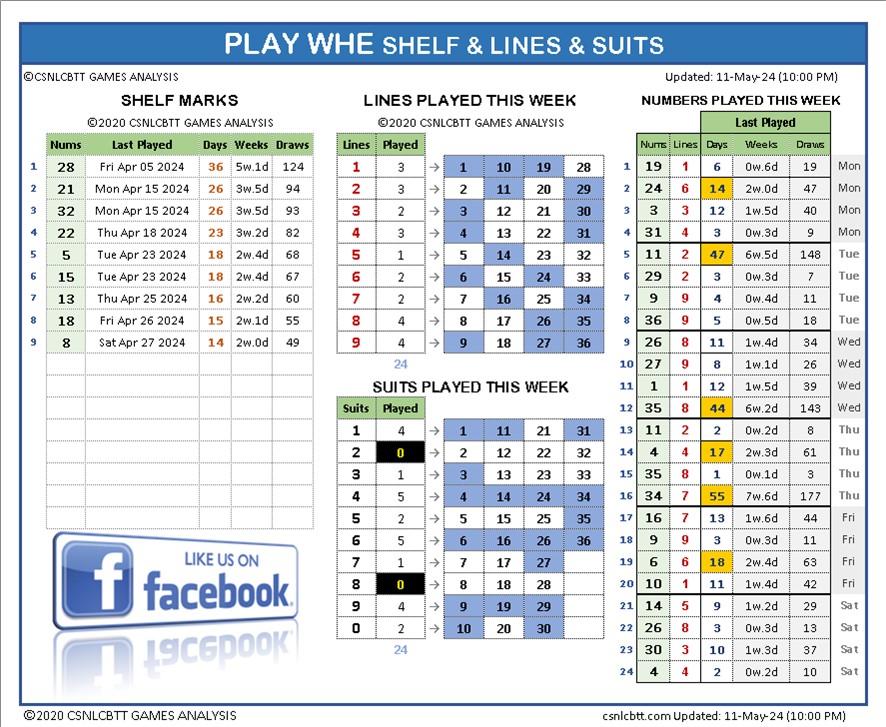 PLAY WHE SHELF & LINES & SUITS
©CSNLCBTT GAMES ANALYSIS
Updated: 11-May-24 (10:00 PM)
SHELF MARKS
©2020 CSNLCBTT GAMES ANALYSIS
Nums Last Played Days Weeks Draws
1 28 Fri Apr 05 2024 36 5w.1d 124
2 21 Mon Apr 15 2024 26 3w.5d 94
3 32 Mon Apr 15 2024 26 3w.5d 93
4 22 Thu Apr 18 2024 23 3w.2d 82
5 5 Tue Apr 23 2024 18 2w.4d 68
6 15 Tue Apr 23 2024 18 2w.4d 67
7 13 Thu Apr 25 2024 16 2w.2d 60
8 18 Fri Apr 26 2024 15 2w.1d 55
9 8 Sat Apr 27 2024 14 2w.0d 49
LIKE US ON
f facebook.
LINES PLAYED THIS WEEK
©2020 CSNLCBTT GAMES ANALYSIS
Lines Played
1 3 → 1 10 19 28
2 3 → 2 11 20 29
3 2 → 3 12 21 30
4 3 → 4 13 22 31
5 1 → 5 14 23 32
6 2 → 6 15 24 33
7 2 → 7 16 25 34
8 4 → 8 17 26 35
9 4 → 9 18 27 36
24
SUITS PLAYED THIS WEEK
Suits Played
1 4 → 1 11 21 31
2 0 → 2 12 22 32
3 1 → 3 13 23 33
4 5 → 4 14 24 34
5 2 → 5 15 25 35
6 5 → 6 16 26 36
7 1 → 7 17 27
8 0 → 8 18 28
9 4 → 9 19 29
0 2 → 10 20 30
24
NUMBERS PLAYED THIS WEEK
Last Played
Nums Lines Days Weeks Draws
1 19 1 6 0w.6d 19 Mon
2 24 6 14 2w.0d 47 Mon
3 3 3 12 1w.5d 40 Mon
4 31 4 3 0w.3d 9 Mon
5 11 2 47 6w.5d 148 Tue
6 29 2 3 0w.3d 7 Tue
7 9 9 4 0w.4d 11 Tue
8 36 9 5 0w.5d 18 Tue
9 26 8 11 1w.4d 34 Wed
10 27 9 8 1w.1d 26 Wed
11 1 1 12 1w.5d 39 Wed
12 35 8 44 6w.2d 143 Wed
13 11 2 2 0w.2d 8 Thu
14 4 4 17 2w.3d 61 Thu
15 35 8 1 0w.1d 3 Thu
16 34 7 55 7w.6d 177 Thu
17 16 7 13 1w.6d 44 Fri
18 9 9 3 0w.3d 11 Fri
19 6 6 18 2w.4d 63 Fri
20 10 1 11 1w.4d 42 Fri
21 14 5 9 1w.2d 29 Sat
22 26 8 3 0w.3d 13 Sat
23 30 3 10 1w.3d 37 Sat
24 4 4 2 0w.2d 10 Sat
©2020 CSNLCBTT GAMES ANALYSIS
csnlcbtt.com Updated: 11-May-24 (10:00 PM)